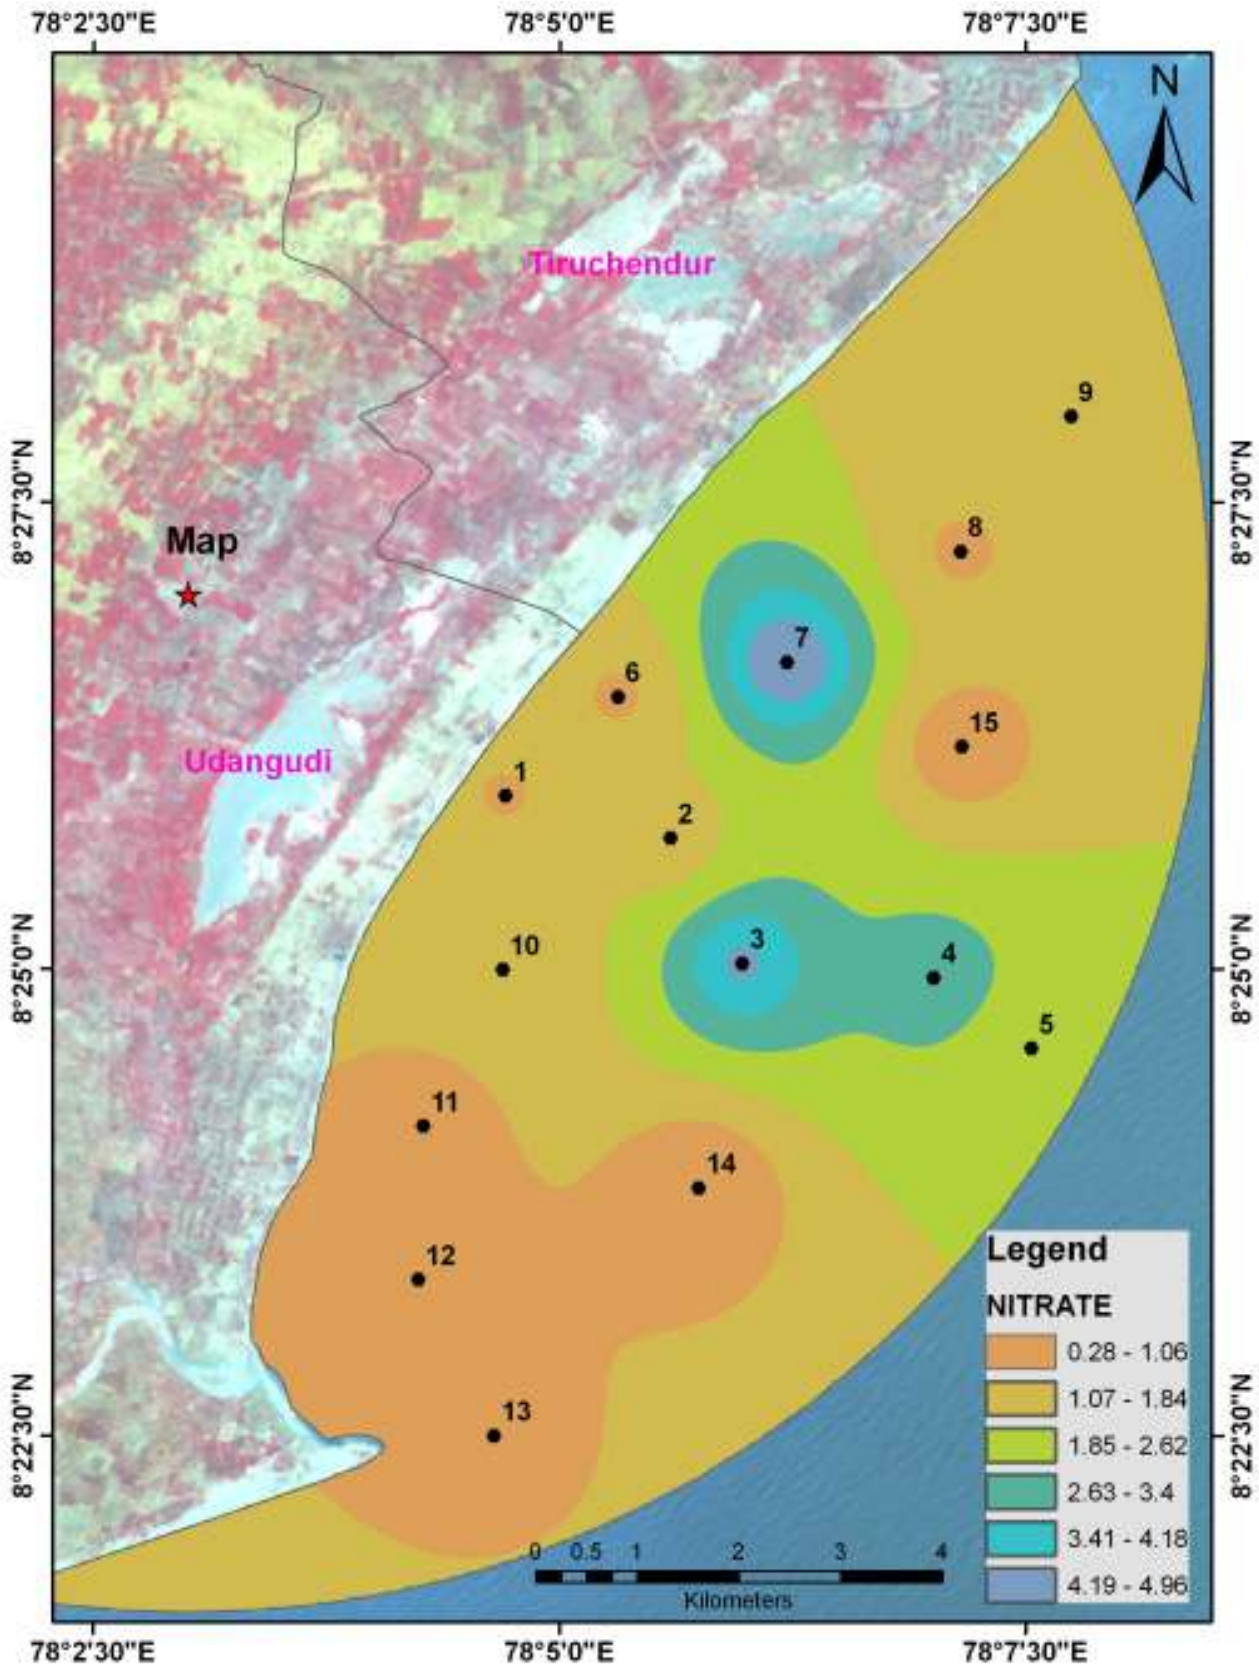 78°2'30"E 78°5'0"E 78°7'30"E
N
Tiruchendur
9
8°27'30"N 8°27'30"N
8
Map
7
6
15
Udangudi
1
2
3
10
4
8°25'0"N 8°25'0"N
5
11
14
12
Legend
NITRATE
0.28 - 1.06
1.07 - 1.84
13
8°22'30"N 8°22'30"N
1.85 - 2.62
2.63 - 3.4
3.41 - 4.18
0 0.5 1 2 3 4
4.19 - 4.96
Kilometers
78°2'30"E 78°5'0"E 78°7'30"E